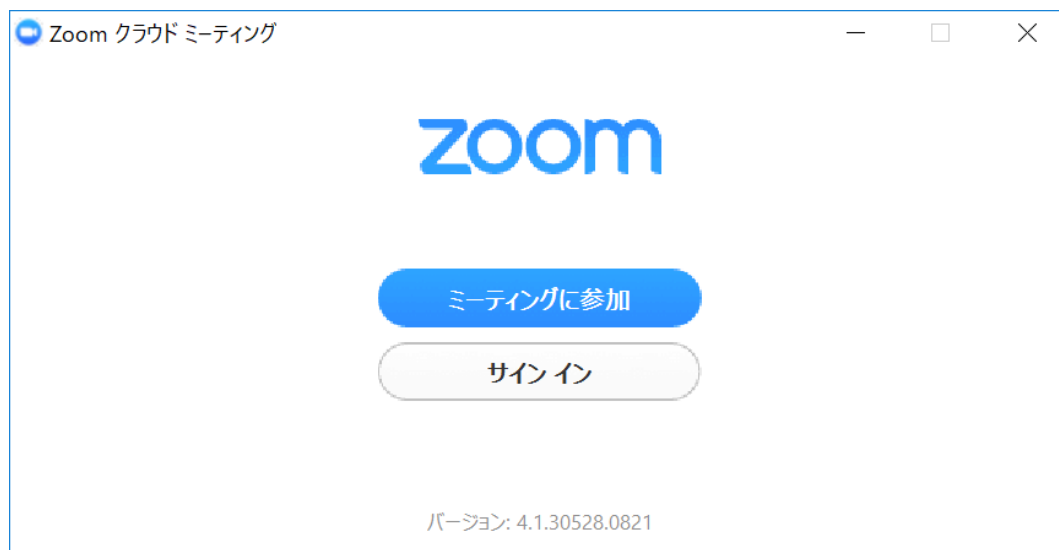 Zoom クラウド ミーティング
zoom
ミーティングに参加
サイン イン
バージョン: 4.1.30528.0821